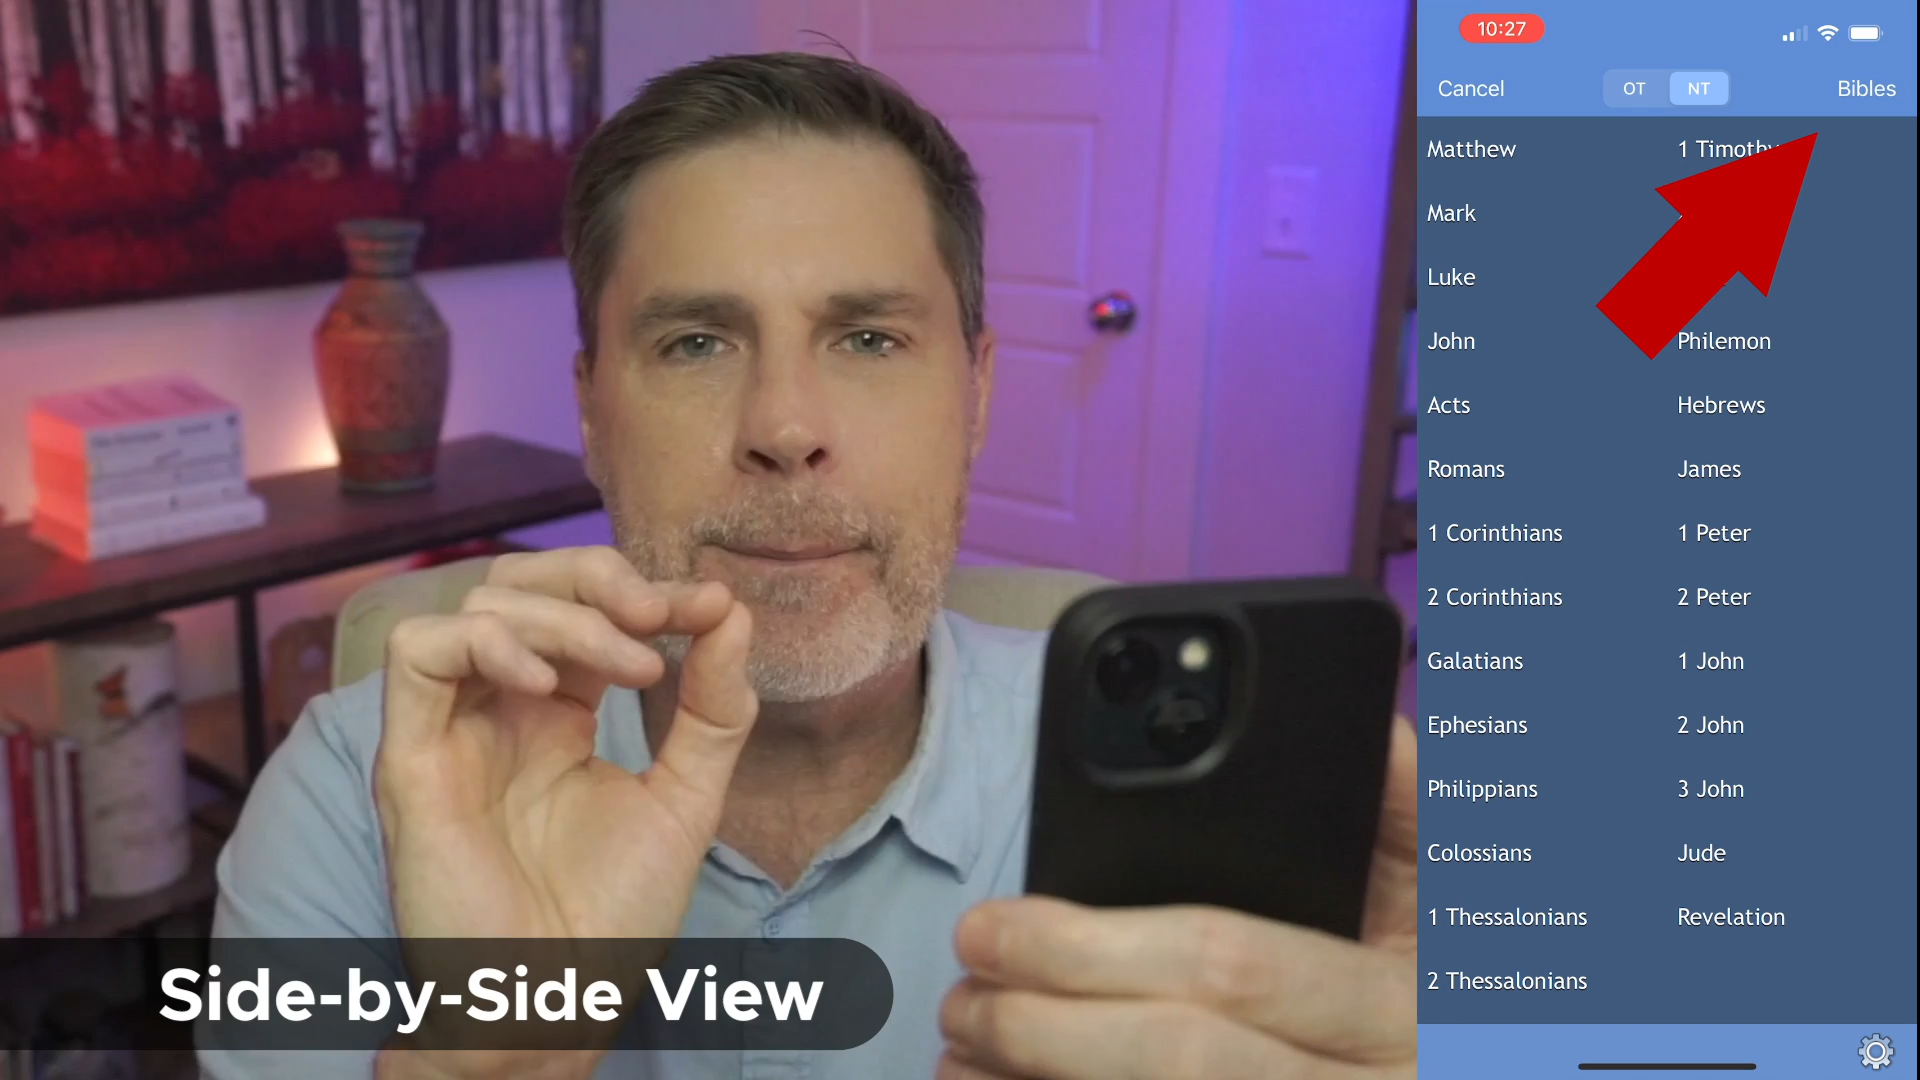 10:27
Cancel
OT
NT
Bibles
Matthew
1 Timothy
Mark
Luke
John
Philemon
Acts
Hebrews
Romans
James
1 Corinthians
1 Peter
2 Corinthians
2 Peter
Galatians
1 John
Ephesians
2 John
Philippians
3 John
Colossians
Jude
1 Thessalonians
Revelation
2 Thessalonians
Side-by-Side View